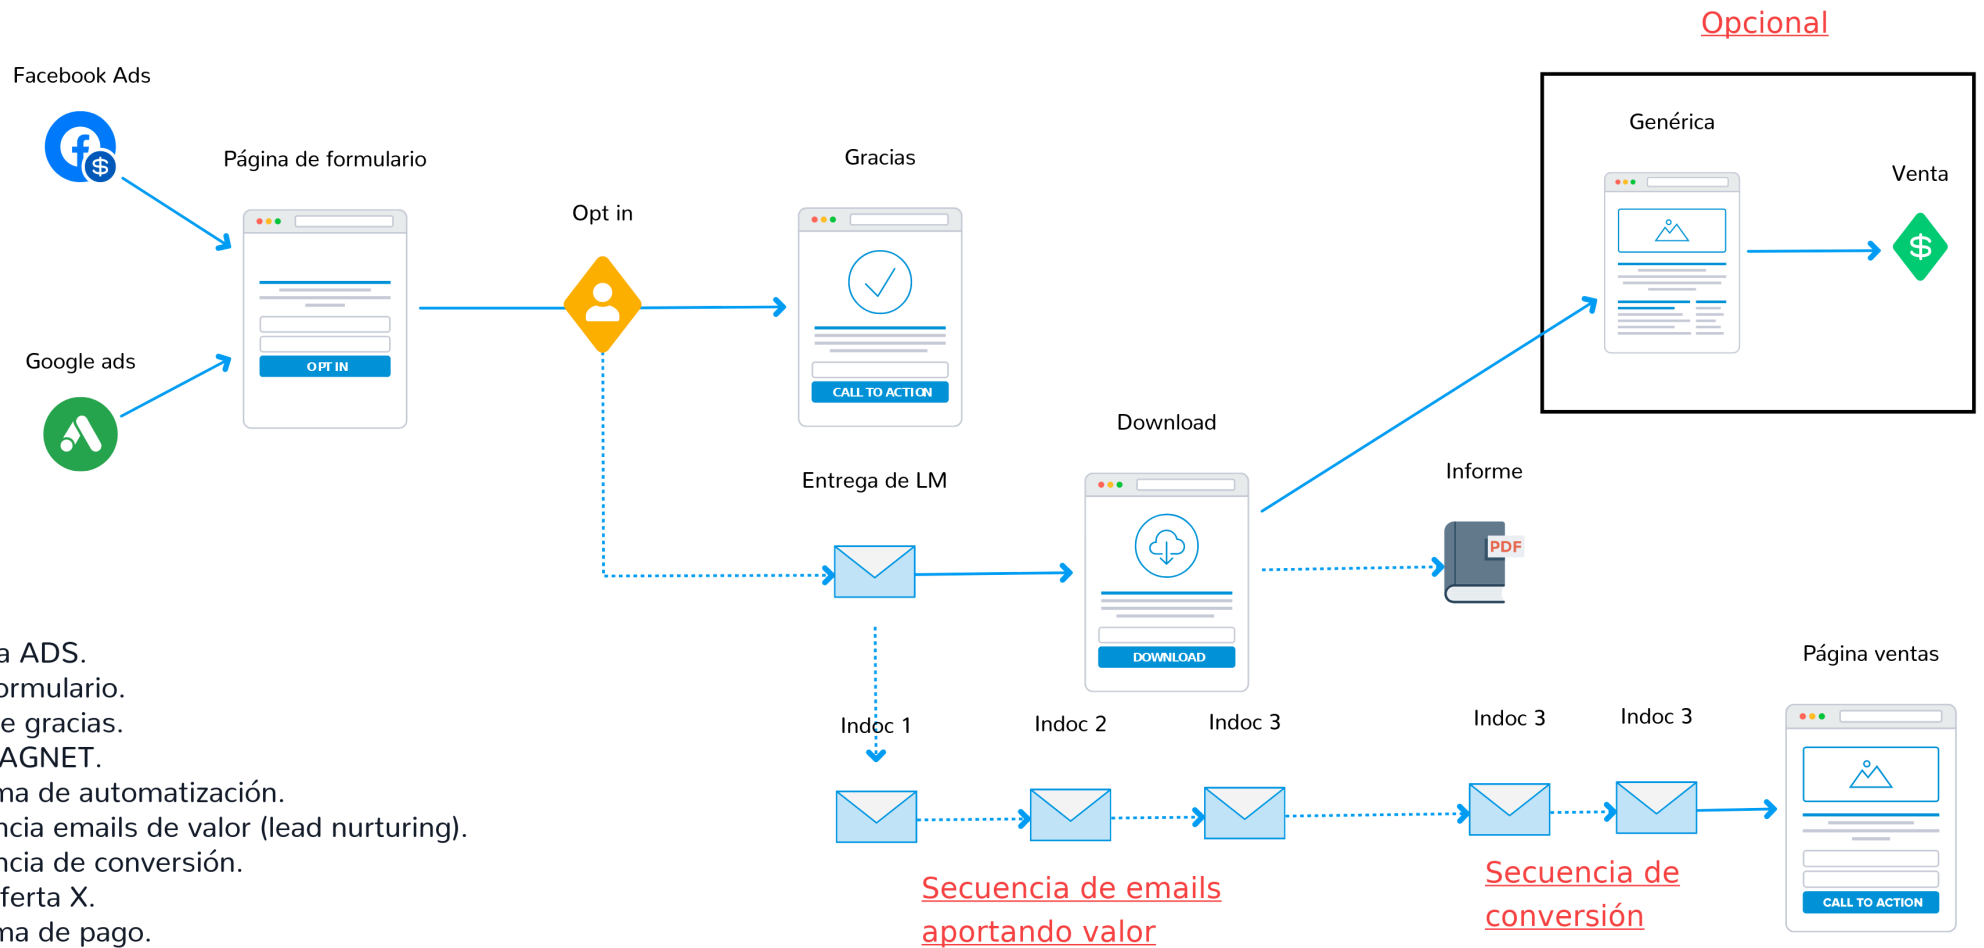 Opcional
Facebook Ads
Genérica
Página de formulario
Gracias
Venta
Opt in
OPT IN
Google ads
CALL TO ACTION
Download
Entrega de LM
Informe
PDF
DOWNLOAD
a ADS.
ormulario.
e gracias.
AGNET.
ma de automatización.
ncia emails de valor (lead nurturing).
ncia de conversión.
ferta X.
ma de pago.
Página ventas
Indoc 1
Indoc 2
Indoc 3
Indoc 3
Indoc 3
CALL TO ACTION
Secuencia de emails
aportando valor
Secuencia de
conversión